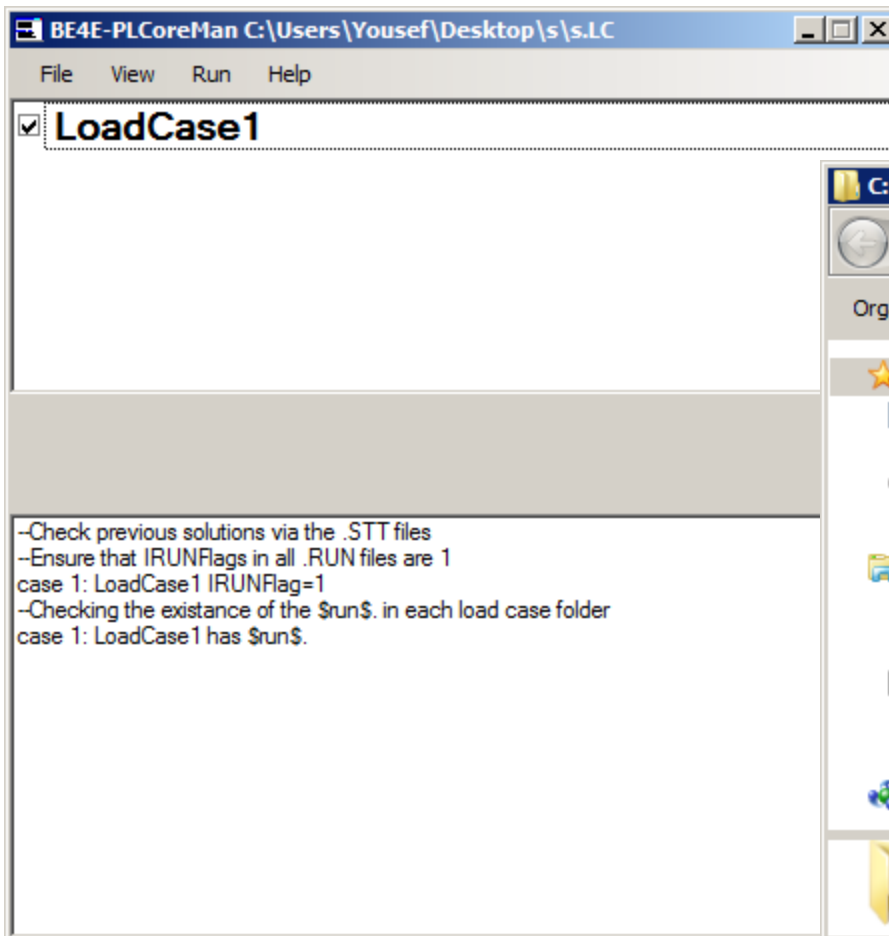 BE4E-PLCoreMan C:\Users\Yousef\Desktop\s\s.LC
File View Run Help
LoadCase1
C:
Org
--Check previous solutions via the .STT files
--Ensure that IRUNFlags in all .RUN files are 1
case 1: LoadCase1 IRUNFlag=1
--Checking the existance of the $run$. in each load case folder
case 1: LoadCase1 has $run$.